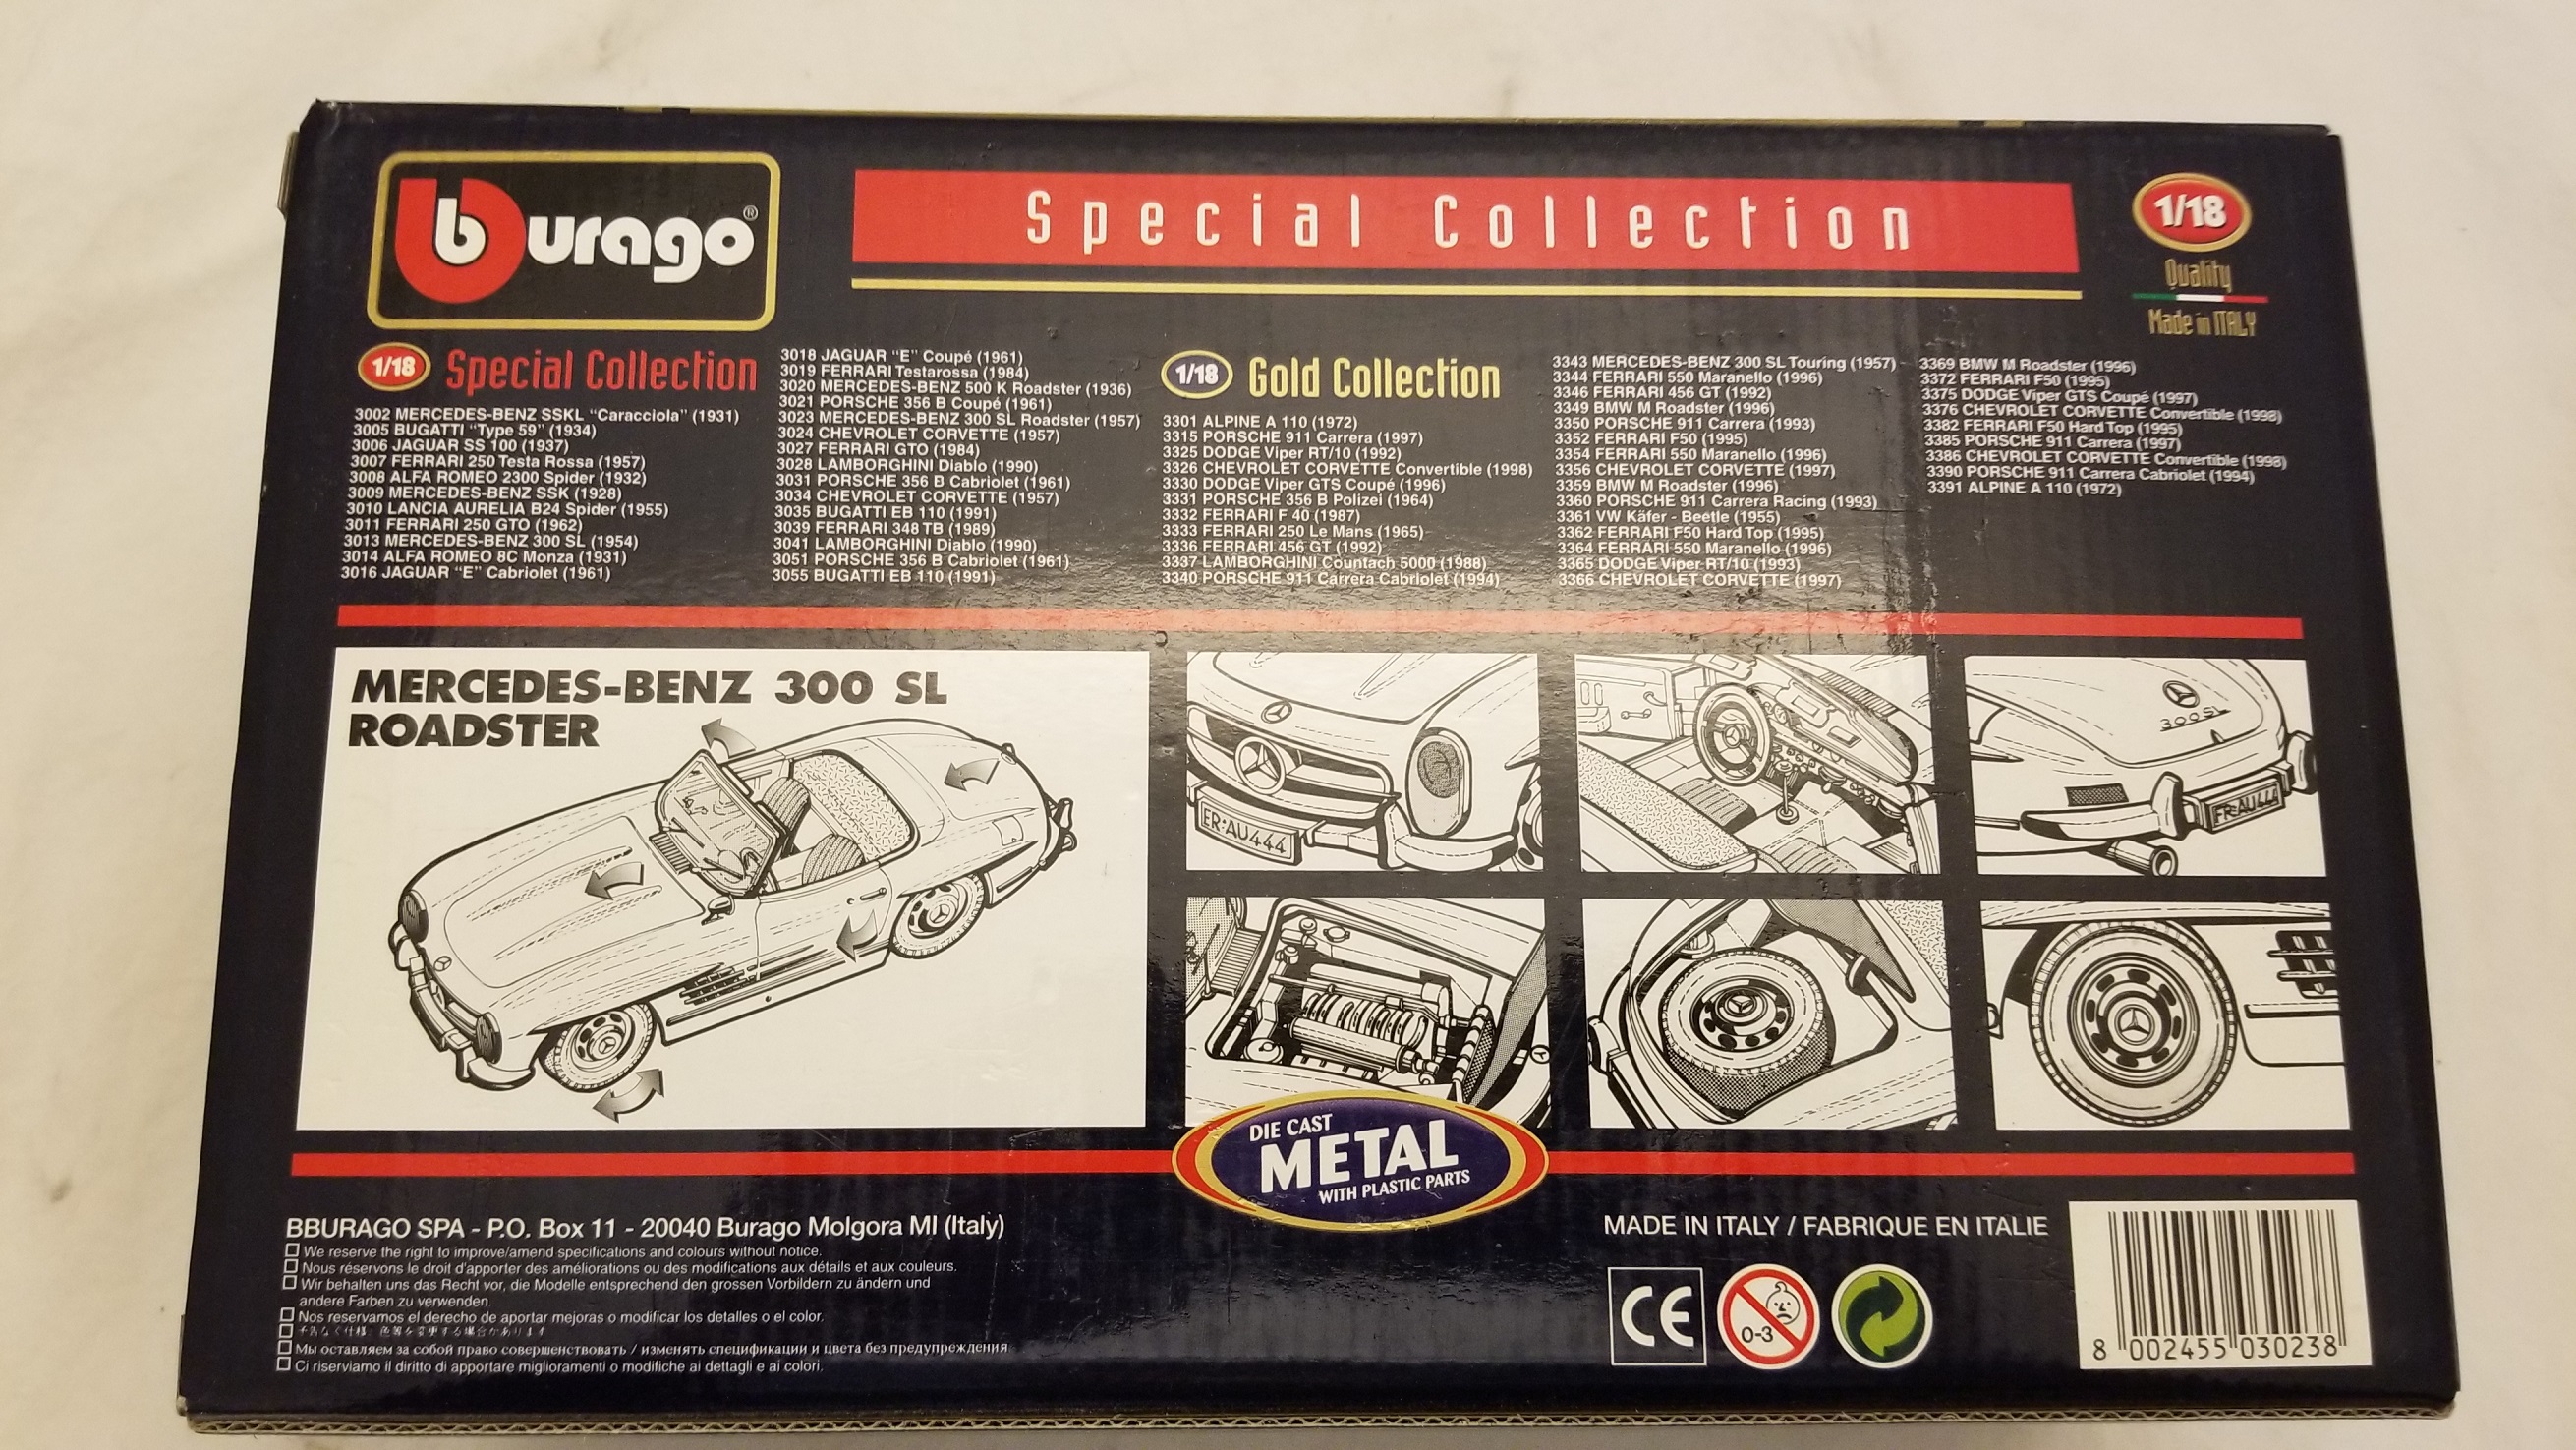 burago®
Special Collection
1/18
Quality
Made in ITALY
1/18 Special Collection
3002 MERCEDES-BENZ SSKL "Caracciola" (1931)
3005 BUGATTI "Type 59" (1934)
3006 JAGUAR SS 100 (1937)
3007 FERRARI 250 Testa Rossa (1957)
3008 ALFA ROMEO 2300 Spider (1932)
3009 MERCEDES-BENZ SSK (1928)
3010 LANCIA AURELIA B24 Spider (1955)
3011 FERRARI 250 GTO (1962)
3013 MERCEDES-BENZ 300 SL (1954)
3014 ALFA ROMEO 8C Monza (1931)
3016 JAGUAR "E" Cabriolet (1961)
3018 JAGUAR "E" Coupé (1961)
3019 FERRARI Testarossa (1984)
3020 MERCEDES-BENZ 500 K Roadster (1936)
3021 PORSCHE 356 B Coupé (1961)
3023 MERCEDES-BENZ 300 SL Roadster (1957)
3024 CHEVROLET CORVETTE (1957)
3027 FERRARI GTO (1984)
3028 LAMBORGHINI Diablo (1990)
3031 PORSCHE 356 B Cabriolet (1961)
3034 CHEVROLET CORVETTE (1957)
3035 BUGATTI EB 110 (1991)
3039 FERRARI 348 TB (1989)
3041 LAMBORGHINI Diablo (1990)
3051 PORSCHE 356 B Cabriolet (1961)
3055 BUGATTI EB 110 (1991)
1/18 Gold Collection
3301 ALPINE A 110 (1972)
3315 PORSCHE 911 Carrera (1997)
3325 DODGE Viper RT/10 (1992)
3326 CHEVROLET CORVETTE Convertible (1998)
3330 DODGE Viper GTS Coupé (1996)
3331 PORSCHE 356 B Polizei (1964)
3332 FERRARI F 40 (1987)
3333 FERRARI 250 Le Mans (1965)
3336 FERRARI 456 GT (1992)
3337 LAMBORGHINI Countach 5000 (1988)
3340 PORSCHE 911 Carrera Cabriolet (1994)
3343 MERCEDES-BENZ 300 SL Touring (1957)
3344 FERRARI 550 Maranello (1996)
3346 FERRARI 456 GT (1992)
3349 BMW M Roadster (1996)
3350 PORSCHE 911 Carrera (1993)
3352 FERRARI F50 (1995)
3354 FERRARI 550 Maranello (1996)
3356 CHEVROLET CORVETTE (1997)
3359 BMW M Roadster (1996)
3360 PORSCHE 911 Carrera Racing (1993)
3361 VW Käfer - Beetle (1955)
3362 FERRARI F50 Hard Top (1995)
3364 FERRARI 550 Maranello (1996)
3365 DODGE Viper RT/10 (1993)
3366 CHEVROLET CORVETTE (1997)
3369 BMW M Roadster (1996)
3372 FERRARI F50 (1995)
3375 DODGE Viper GTS Coupé (1997)
3376 CHEVROLET CORVETTE Convertible (1998)
3382 FERRARI F50 Hard Top (1995)
3385 PORSCHE 911 Carrera (1997)
3386 CHEVROLET CORVETTE Convertible (1998)
3390 PORSCHE 911 Carrera Cabriolet (1994)
3391 ALPINE A 110 (1972)
MERCEDES-BENZ 300 SL
ROADSTER
ER·AU444
300SL
FR·AU444
DIE CAST
METAL
WITH PLASTIC PARTS
BBURAGO SPA - P.O. Box 11 - 20040 Burago Molgora MI (Italy)
We reserve the right to improve/amend specifications and colours without notice.
Nous réservons le droit d'apporter des améliorations ou des modifications aux détails et aux couleurs.
Wir behalten uns das Recht vor, die Modelle entsprechend den grossen Vorbildern zu ändern und
andere Farben zu verwenden.
Nos reservamos el derecho de aportar mejoras o modificar los detalles o el color.
予告なく仕様・色等を変更する場合があります
Мы оставляем за собой право совершенствовать / изменять спецификации и цвета без предупреждения
Ci riserviamo il diritto di apportare miglioramenti o modifiche ai dettagli e ai colori.
MADE IN ITALY / FABRIQUE EN ITALIE
CE
0-3
8 002455 030238